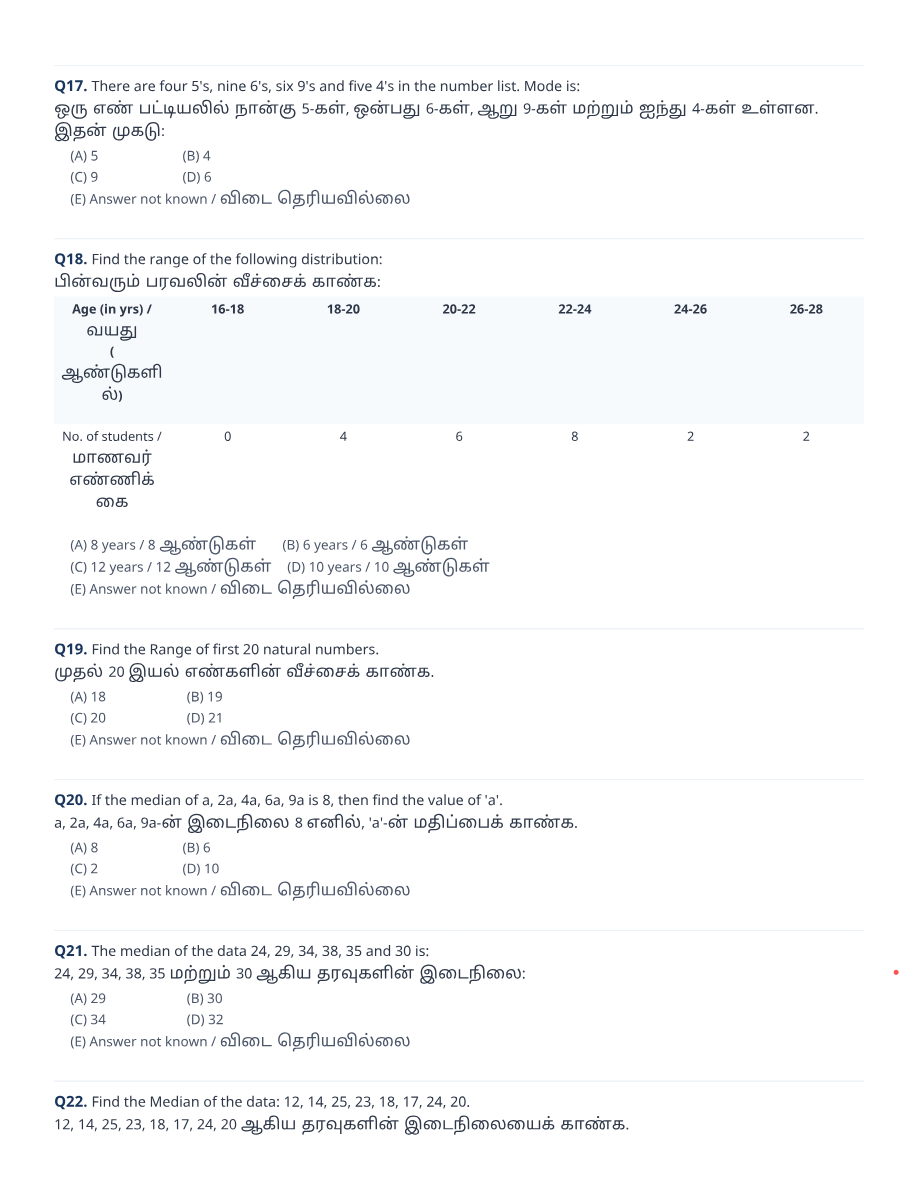 Q17. There are four 5's, nine 6's, six 9's and five 4's in the number list. Mode is:
ஒரு எண் பட்டியலில் நான்கு 5-கள், ஒன்பது 6-கள், ஆறு 9-கள் மற்றும் ஐந்து 4-கள் உள்ளன.
இதன் முகடு:
(A) 5 (B) 4
(C) 9 (D) 6
(E) Answer not known / விடை தெரியவில்லை
Q18. Find the range of the following distribution:
பின்வரும் பரவலின் வீச்சைக் காண்க:
Age (in yrs) / 16-18 18-20 20-22 22-24 24-26 26-28
வயது
(
ஆண்டுகளி
ல்)
No. of students / 0 4 6 8 2 2
மாணவர்
எண்ணிக்
கை
(A) 8 years / 8 ஆண்டுகள் (B) 6 years / 6 ஆண்டுகள்
(C) 12 years / 12 ஆண்டுகள் (D) 10 years / 10 ஆண்டுகள்
(E) Answer not known / விடை தெரியவில்லை
Q19. Find the Range of first 20 natural numbers.
முதல் 20 இயல் எண்களின் வீச்சைக் காண்க.
(A) 18 (B) 19
(C) 20 (D) 21
(E) Answer not known / விடை தெரியவில்லை
Q20. If the median of a, 2a, 4a, 6a, 9a is 8, then find the value of 'a'.
a, 2a, 4a, 6a, 9a-ன் இடைநிலை 8 எனில், 'a'-ன் மதிப்பைக் காண்க.
(A) 8 (B) 6
(C) 2 (D) 10
(E) Answer not known / விடை தெரியவில்லை
Q21. The median of the data 24, 29, 34, 38, 35 and 30 is:
24, 29, 34, 38, 35 மற்றும் 30 ஆகிய தரவுகளின் இடைநிலை:
(A) 29 (B) 30
(C) 34 (D) 32
(E) Answer not known / விடை தெரியவில்லை
Q22. Find the Median of the data: 12, 14, 25, 23, 18, 17, 24, 20.
12, 14, 25, 23, 18, 17, 24, 20 ஆகிய தரவுகளின் இடைநிலையைக் காண்க.